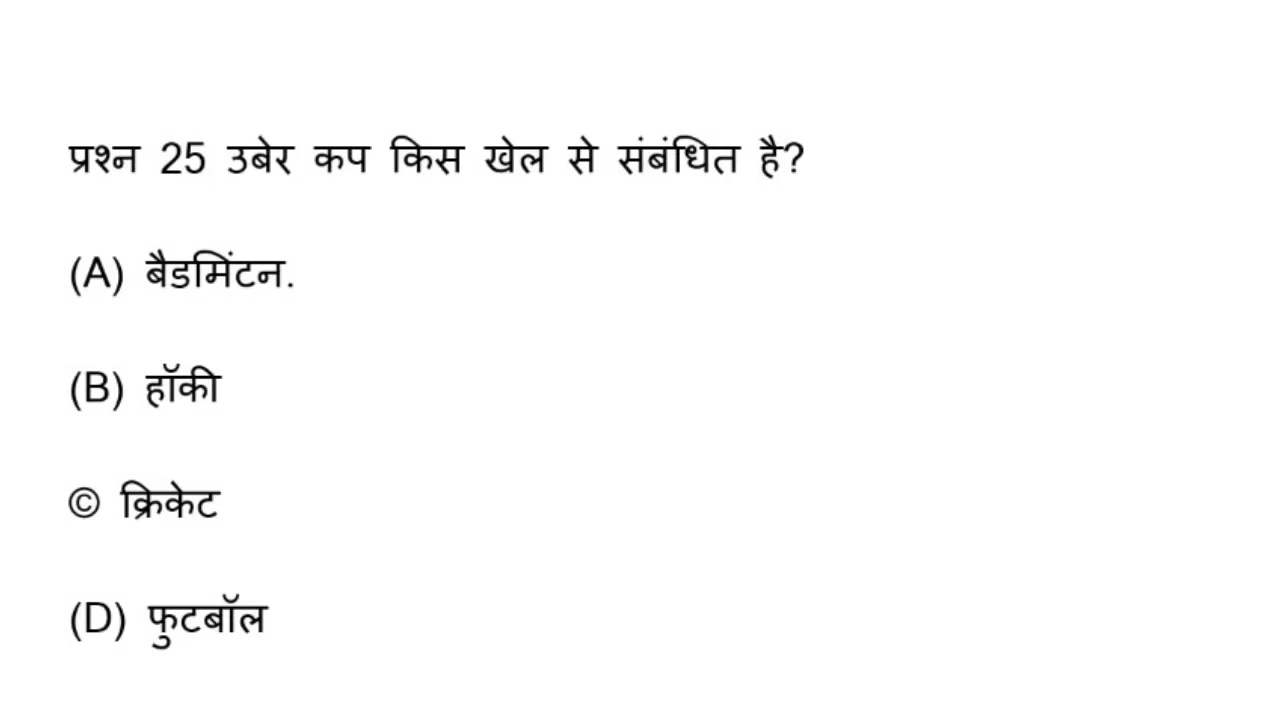 प्रश्न 25 उबेर कप किस खेल से संबंधित है?
(A) बैडमिंटन.
(B) हॉकी
© क्रिकेट
(D) फुटबॉल